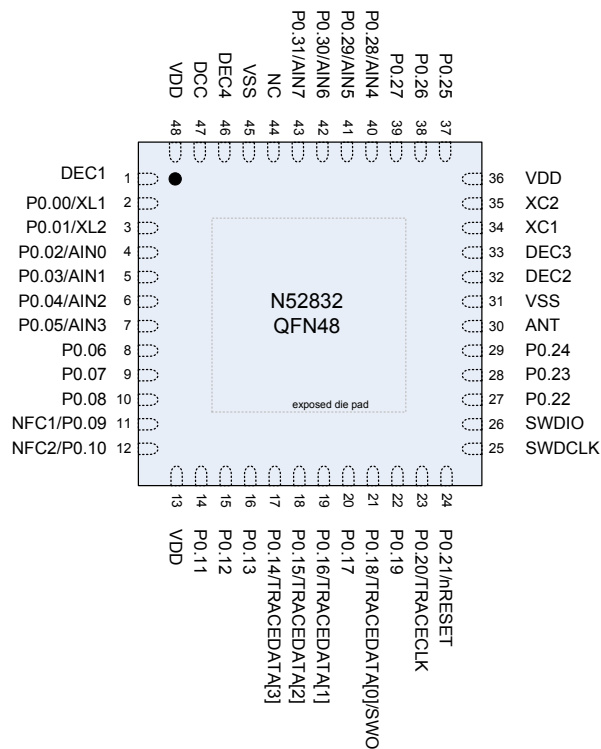 P0.31/AIN7
P0.30/AIN6
P0.29/AIN5
P0.28/AIN4
P0.27
P0.26
P0.25
VDD
DCC
DEC4
VSS
NC
48
47
46
45
44
43
42
41
40
39
38
37
DEC1 1
P0.00/XL1 2
P0.01/XL2 3
P0.02/AIN0 4
P0.03/AIN1 5
P0.04/AIN2 6
P0.05/AIN3 7
P0.06 8
P0.07 9
P0.08 10
NFC1/P0.09 11
NFC2/P0.10 12
N52832
QFN48
exposed die pad
36 VDD
35 XC2
34 XC1
33 DEC3
32 DEC2
31 VSS
30 ANT
29 P0.24
28 P0.23
27 P0.22
26 SWDIO
25 SWDCLK
13
14
15
16
17
18
19
20
21
22
23
24
VDD
P0.11
P0.12
P0.13
P0.14/TRACEDATA[3]
P0.15/TRACEDATA[2]
P0.16/TRACEDATA[1]
P0.17
P0.18/TRACEDATA[0]/SWO
P0.19
P0.20/TRACECLK
P0.21/nRESET